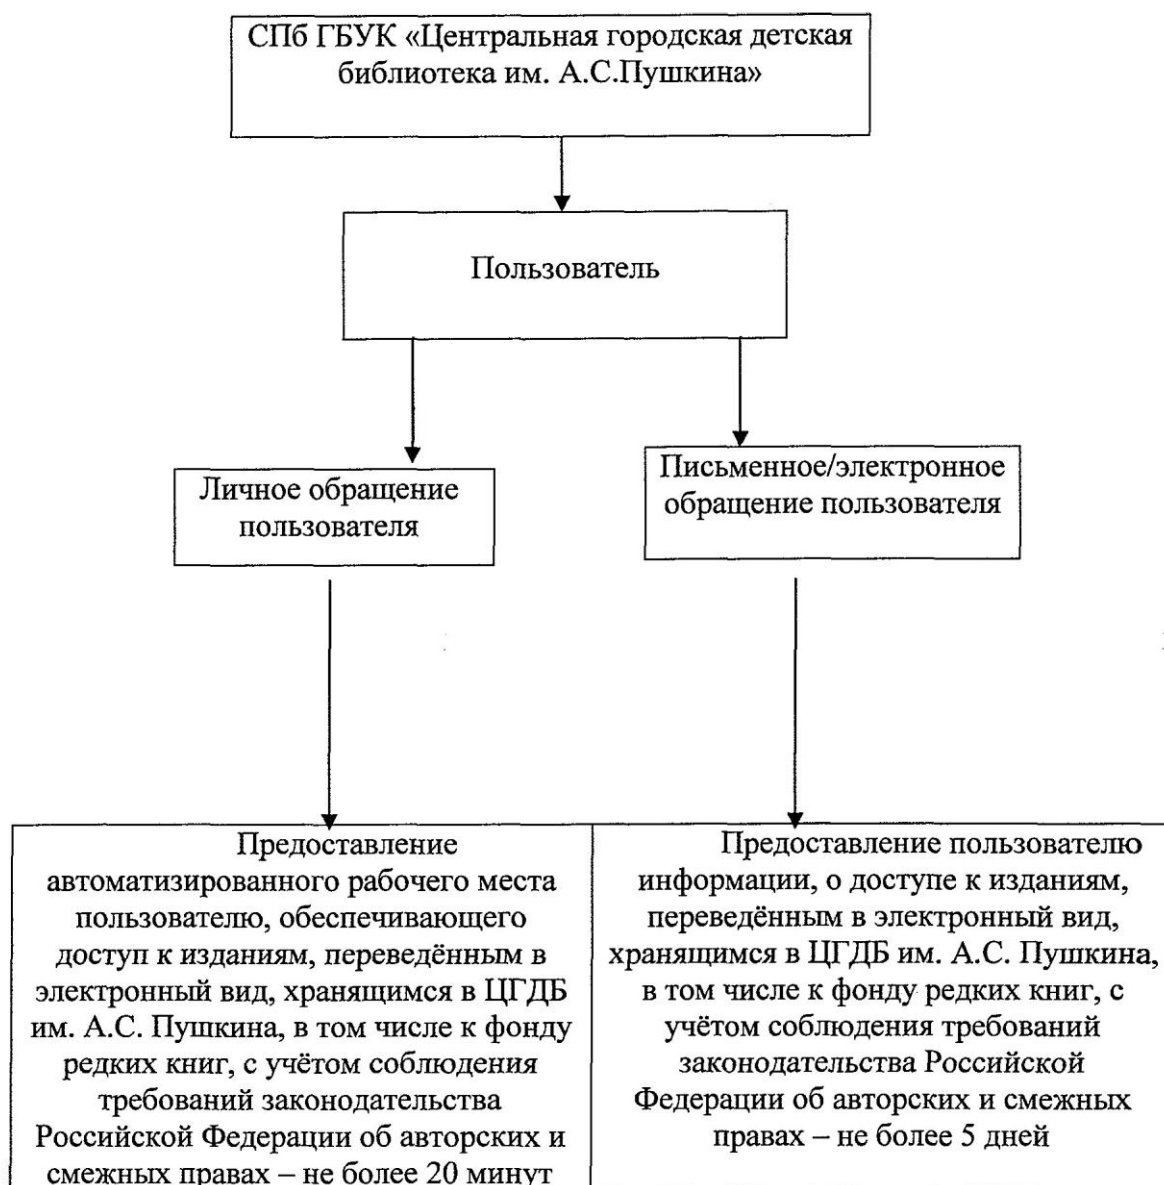 СПб ГБУК «Центральная городская детская
библиотека им. А.С.Пушкина»
Пользователь
Личное обращение
пользователя
Письменное/электронное
обращение пользователя
Предоставление
автоматизированного рабочего места
пользователю, обеспечивающего
доступ к изданиям, переведённым в
электронный вид, хранящимся в ЦГДБ
им. А.С. Пушкина, в том числе к фонду
редких книг, с учётом соблюдения
требований законодательства
Российской Федерации об авторских и
смежных правах – не более 20 минут
Предоставление пользователю
информации, о доступе к изданиям,
переведённым в электронный вид,
хранящимся в ЦГДБ им. А.С. Пушкина,
в том числе к фонду редких книг, с
учётом соблюдения требований
законодательства Российской
Федерации об авторских и смежных
правах – не более 5 дней